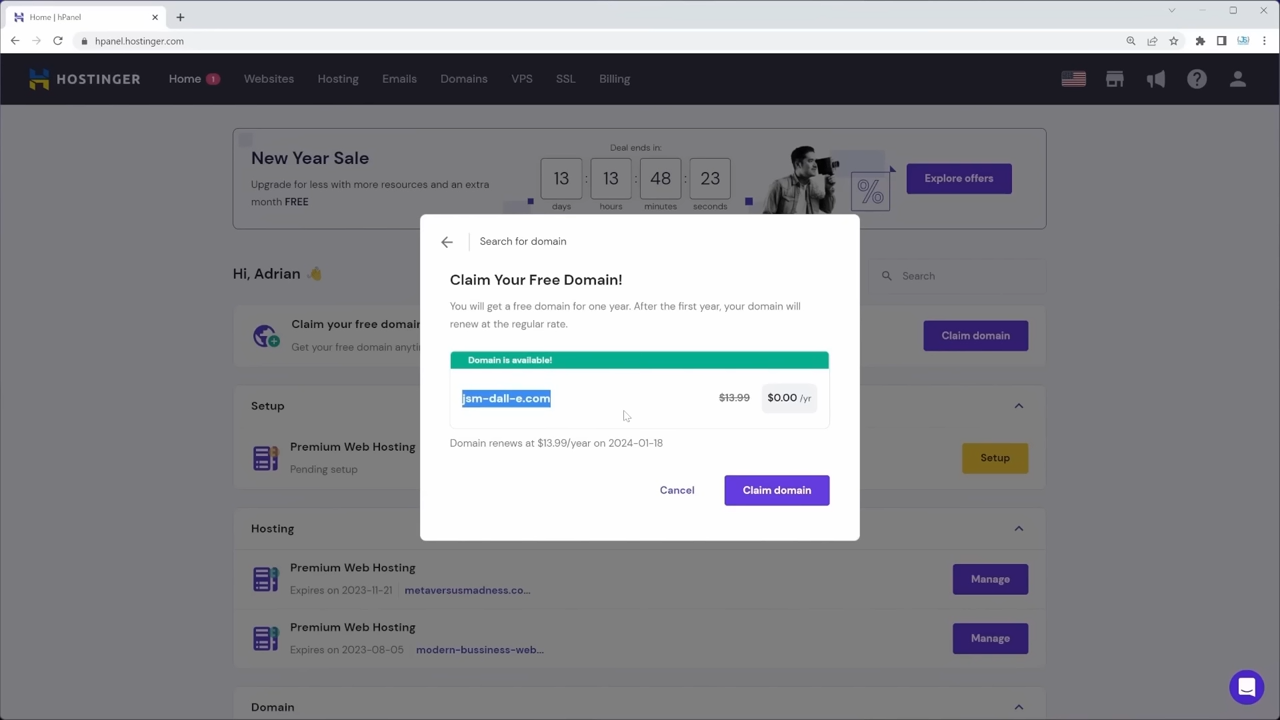 Home | hPanel
hpanel.hostinger.com
HOSTINGER
Home 1 Websites Hosting Emails Domains VPS SSL Billing
New Year Sale
Upgrade for less with more resources and an extra
month FREE
Deal ends in:
13 : 13 : 48 : 23
days hours minutes seconds
%
Explore offers
Search for domain
Hi, Adrian
Search
Claim Your Free Domain!
You will get a free domain for one year. After the first year, your domain will
renew at the regular rate.
Claim your free domain
Get your free domain anytin
Claim domain
Domain is available!
jsm-dall-e.com $13.99 $0.00 /yr
Domain renews at $13.99/year on 2024-01-18
Cancel Claim domain
Setup
Premium Web Hosting
Pending setup
Setup
Hosting
Premium Web Hosting
Expires on 2023-11-21 metaversusmadness.co...
Manage
Premium Web Hosting
Expires on 2023-08-05 modern-bussiness-web...
Manage
Domain